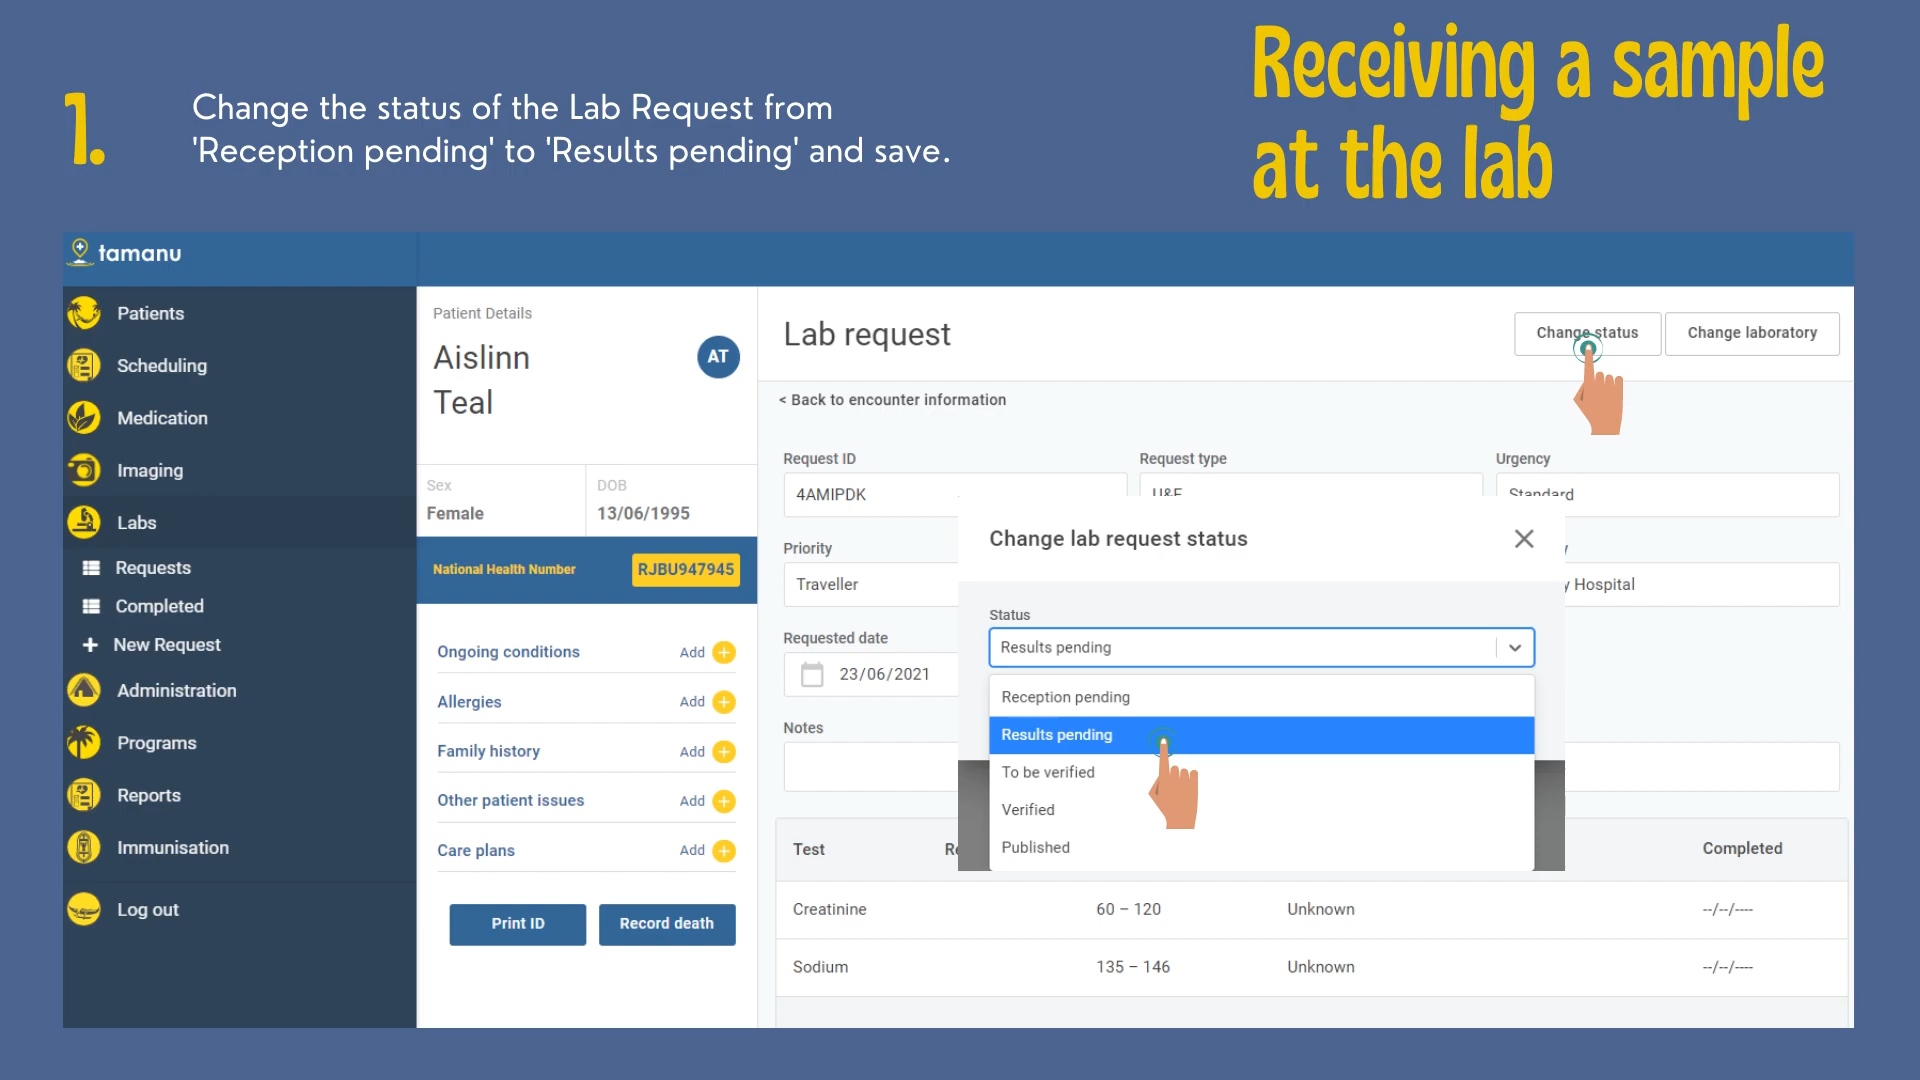 Receiving a sample
at the lab
1.
Change the status of the Lab Request from
'Reception pending' to 'Results pending' and save.
tamanu
Patients
Scheduling
Medication
Imaging
Labs
Requests
Completed
New Request
Administration
Programs
Reports
Immunisation
Log out
Patient Details
Aislinn
Teal
AT
Sex
Female
DOB
13/06/1995
National Health Number
RJBU947945
Ongoing conditions Add
Allergies Add
Family history Add
Other patient issues Add
Care plans Add
Print ID
Record death
Lab request
Change status
Change laboratory
< Back to encounter information
Request ID
4AMIPDK
Request type
U&E
Urgency
Standard
Priority
Traveller
Hospital
Requested date
23/06/2021
Notes
Change lab request status
Status
Results pending
Reception pending
Results pending
To be verified
Verified
Published
Test Completed
Creatinine 60 – 120 Unknown --/--/----
Sodium 135 – 146 Unknown --/--/----